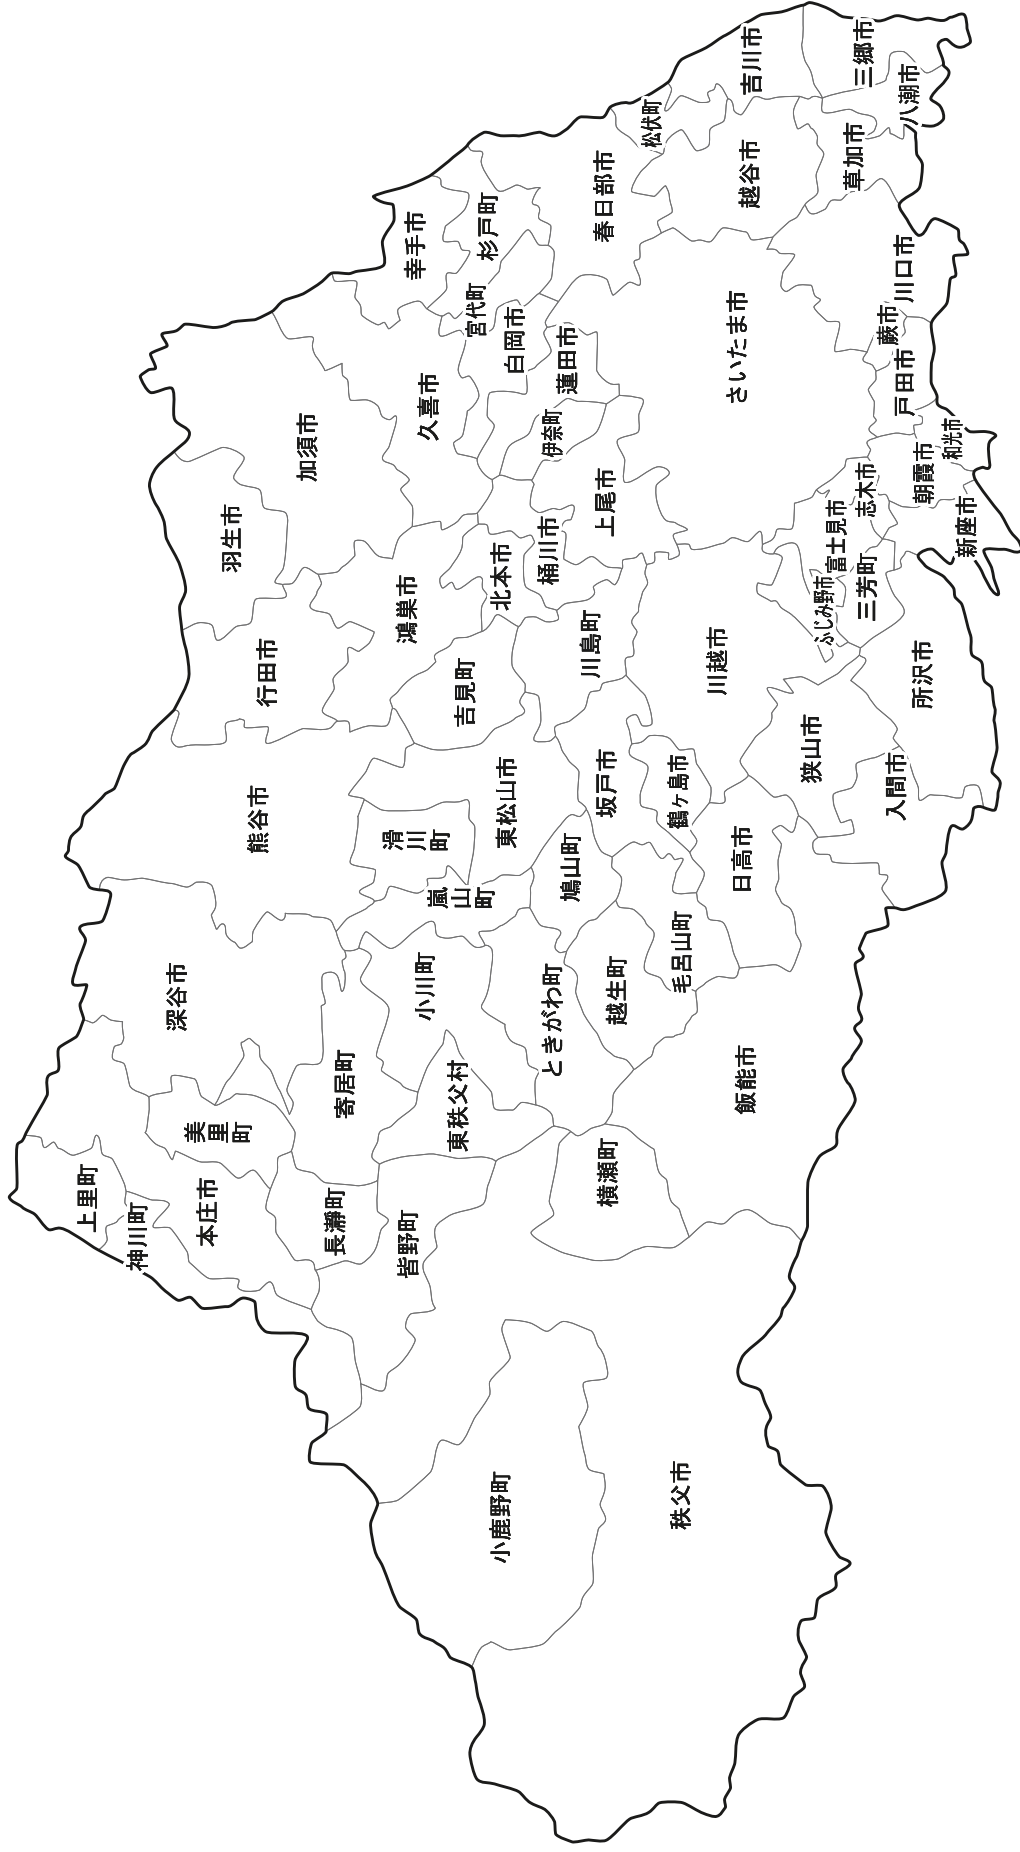 上里町
神川町
本庄市
美里町
深谷市
熊谷市
行田市
羽生市
加須市
寄居町
長瀞町
皆野町
小川町
東秩父村
嵐山町
滑川町
東松山市
吉見町
鴻巣市
北本市
桶川市
久喜市
幸手市
杉戸町
宮代町
白岡市
蓮田市
伊奈町
上尾市
春日部市
松伏町
吉川市
三郷市
八潮市
草加市
越谷市
さいたま市
川口市
蕨市
戸田市
和光市
朝霞市
志木市
新座市
富士見市
ふじみ野市
三芳町
川島町
川越市
所沢市
狭山市
入間市
坂戸市
鶴ヶ島市
日高市
鳩山町
毛呂山町
越生町
ときがわ町
飯能市
横瀬町
小鹿野町
秩父市